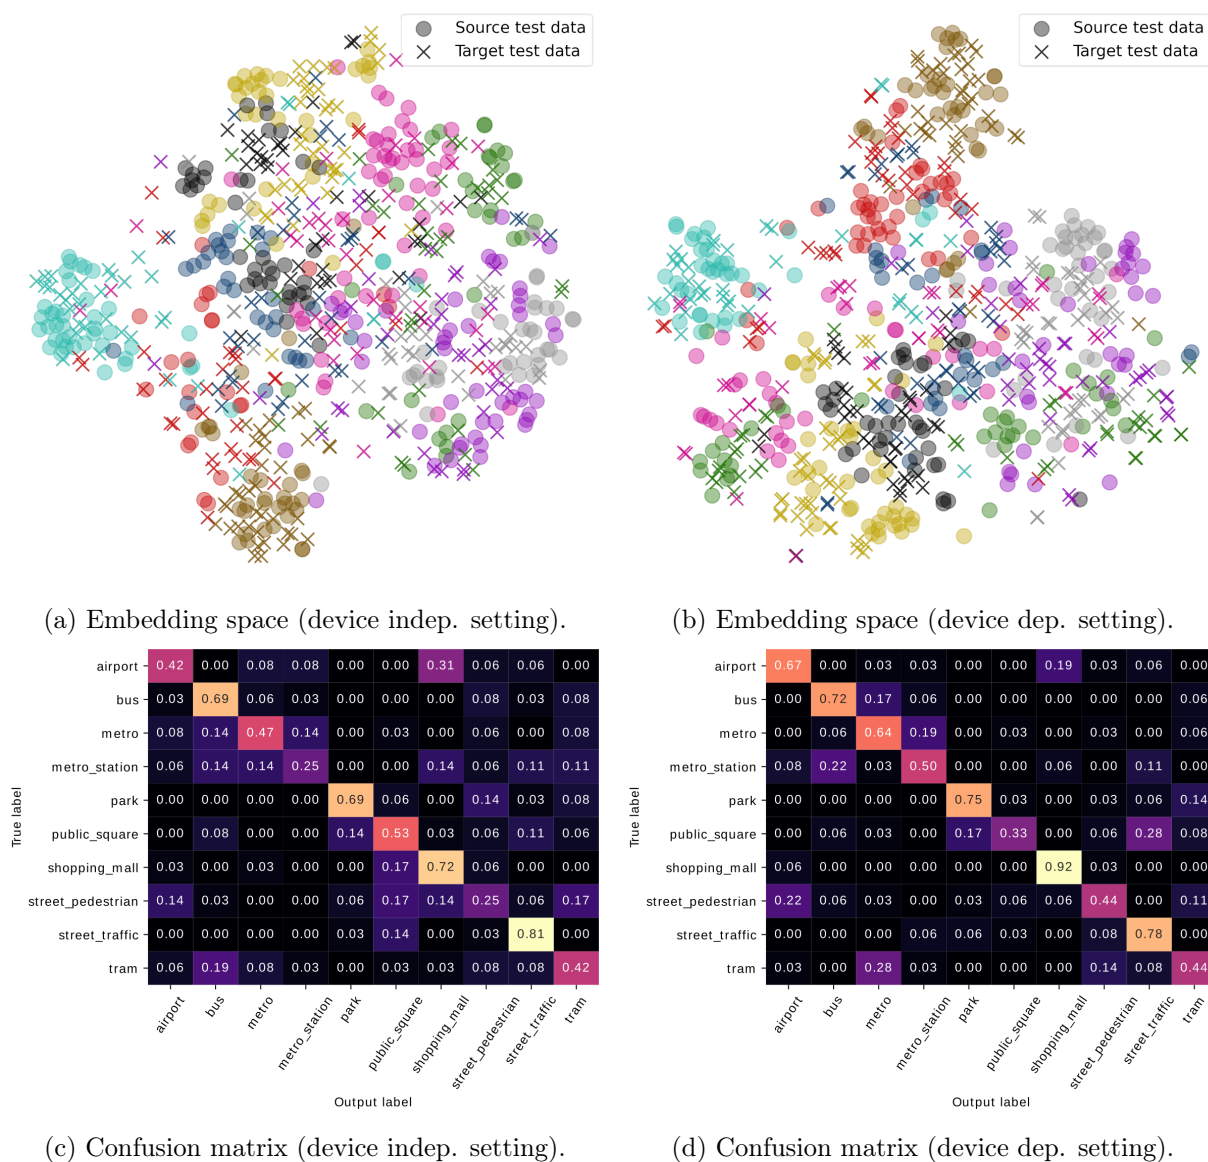 Source test data
Target test data
Source test data
Target test data
(a) Embedding space (device indep. setting).
(b) Embedding space (device dep. setting).
True label
airport 0.42 0.00 0.08 0.08 0.00 0.00 0.31 0.06 0.06 0.00
bus 0.03 0.69 0.06 0.03 0.00 0.00 0.00 0.08 0.03 0.08
metro 0.08 0.14 0.47 0.14 0.00 0.03 0.00 0.06 0.00 0.08
metro_station 0.06 0.14 0.14 0.25 0.00 0.00 0.14 0.06 0.11 0.11
park 0.00 0.00 0.00 0.00 0.69 0.06 0.00 0.14 0.03 0.08
public_square 0.00 0.08 0.00 0.00 0.14 0.53 0.03 0.06 0.11 0.06
shopping_mall 0.03 0.00 0.03 0.00 0.00 0.17 0.72 0.06 0.00 0.00
street_pedestrian 0.14 0.03 0.00 0.00 0.06 0.17 0.14 0.25 0.06 0.17
street_traffic 0.00 0.00 0.00 0.00 0.03 0.14 0.00 0.03 0.81 0.00
tram 0.06 0.19 0.08 0.03 0.00 0.03 0.03 0.08 0.08 0.42
airport bus metro metro_station park public_square shopping_mall street_pedestrian street_traffic tram
Output label
True label
airport 0.67 0.00 0.03 0.03 0.00 0.00 0.19 0.03 0.06 0.00
bus 0.00 0.72 0.17 0.06 0.00 0.00 0.00 0.00 0.00 0.06
metro 0.00 0.06 0.64 0.19 0.00 0.03 0.00 0.03 0.00 0.06
metro_station 0.08 0.22 0.03 0.50 0.00 0.00 0.06 0.00 0.11 0.00
park 0.00 0.00 0.00 0.00 0.75 0.03 0.00 0.03 0.06 0.14
public_square 0.00 0.06 0.03 0.00 0.17 0.33 0.00 0.06 0.28 0.08
shopping_mall 0.06 0.00 0.00 0.00 0.00 0.00 0.92 0.03 0.00 0.00
street_pedestrian 0.22 0.06 0.03 0.00 0.03 0.06 0.06 0.44 0.00 0.11
street_traffic 0.00 0.00 0.00 0.06 0.06 0.03 0.00 0.08 0.78 0.00
tram 0.03 0.00 0.28 0.03 0.00 0.00 0.00 0.14 0.08 0.44
airport bus metro metro_station park public_square shopping_mall street_pedestrian street_traffic tram
Output label
(c) Confusion matrix (device indep. setting).
(d) Confusion matrix (device dep. setting).